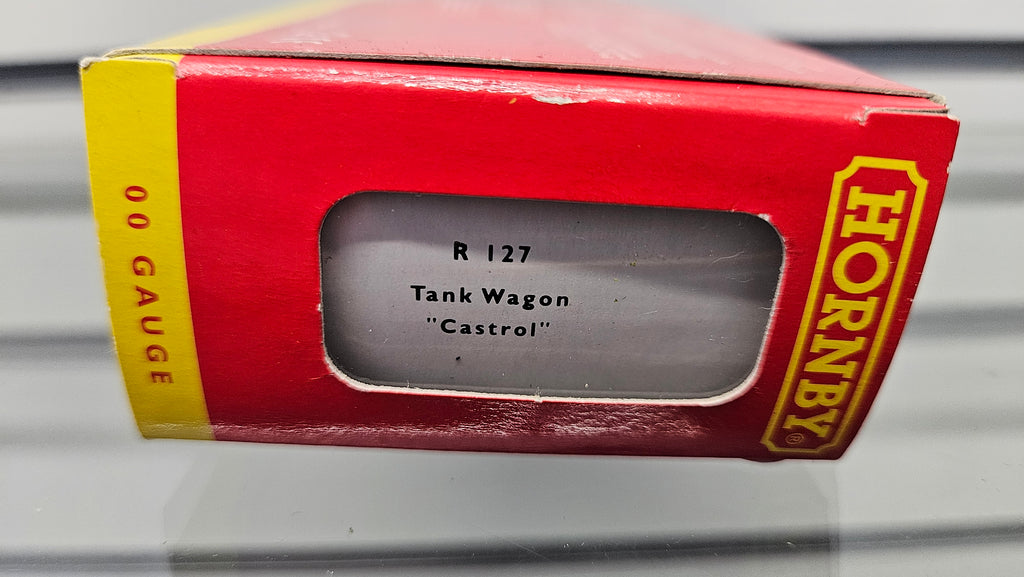 00 GAUGE
R 127
Tank Wagon
"Castrol"
HORNBY®